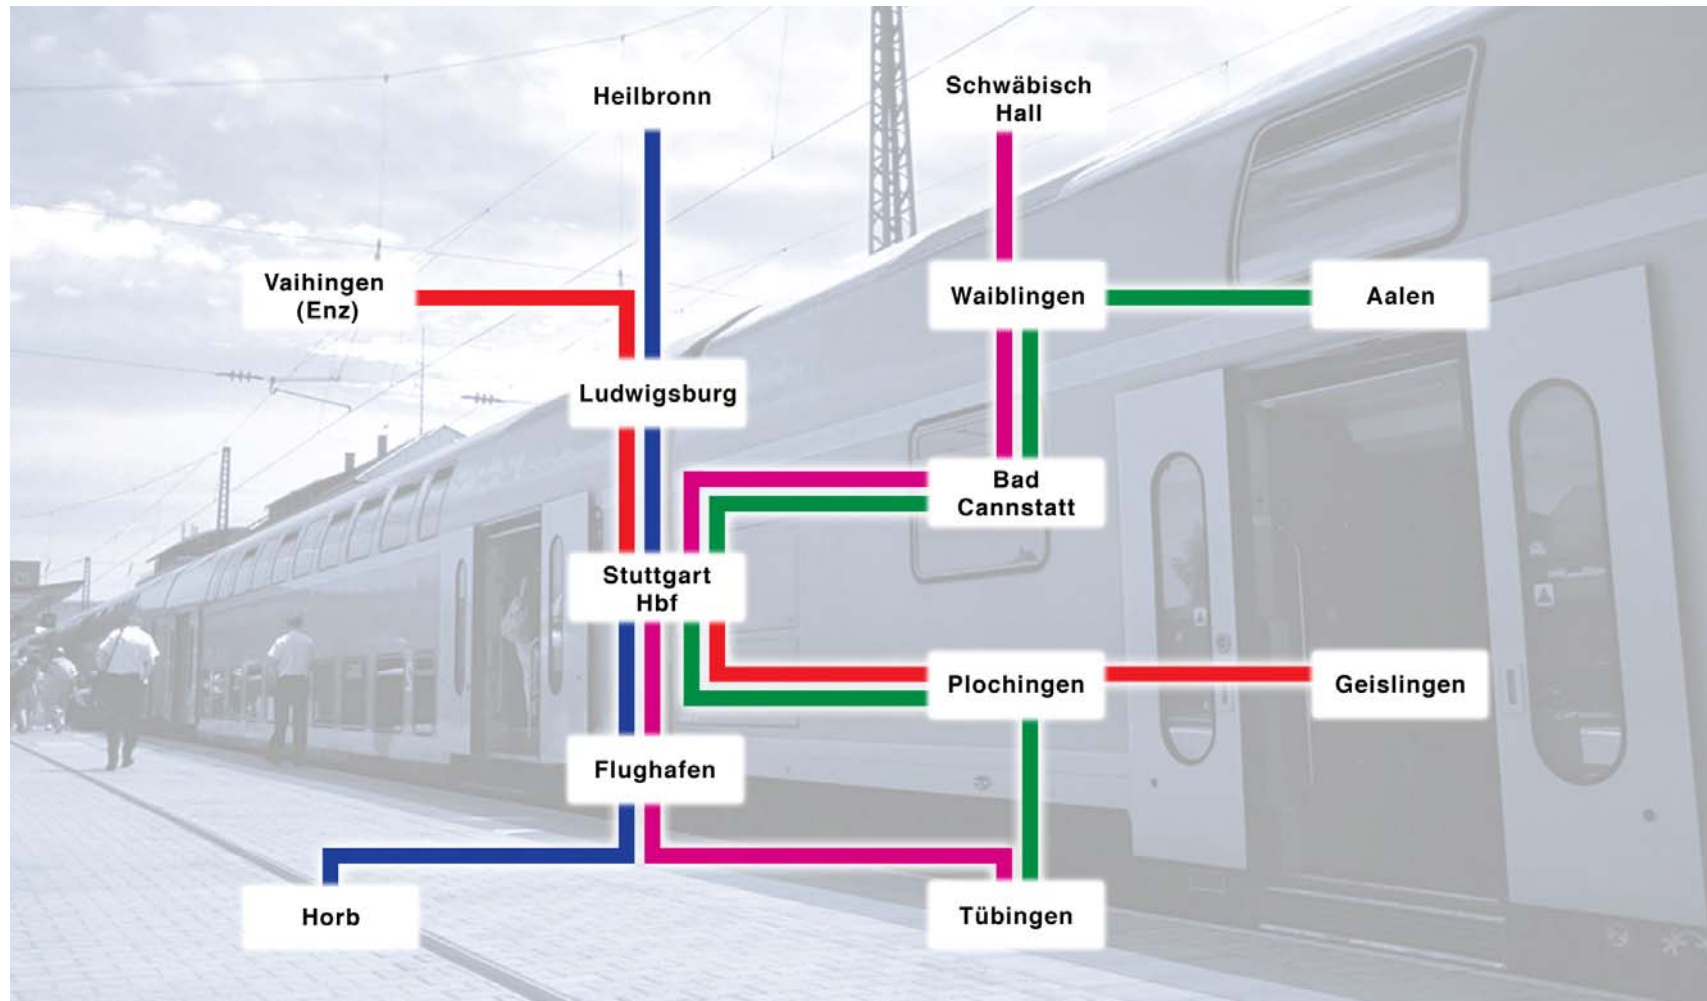 Heilbronn
Schwäbisch
Hall
Vaihingen
(Enz)
Waiblingen
Aalen
Ludwigsburg
Bad
Cannstatt
Stuttgart
Hbf
Plochingen
Geislingen
Flughafen
Horb
Tübingen